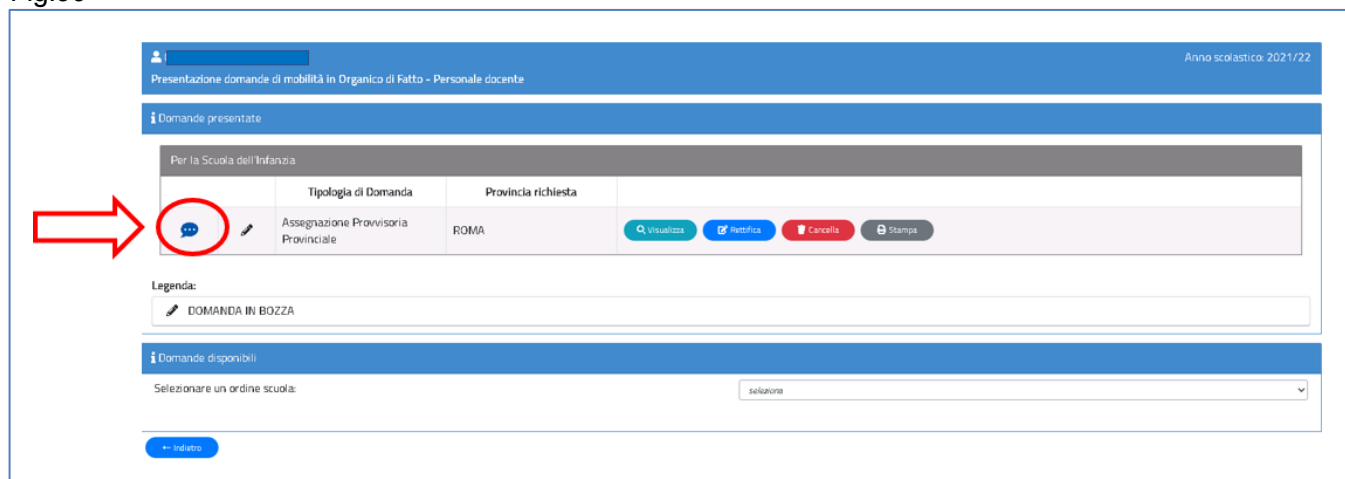 Anno scolastico: 2021/22
Presentazione domande di mobilità in Organico di Fatto - Personale docente
Domande presentate
Per la Scuola dell'Infanzia
Tipologia di Domanda Provincia richiesta
Assegnazione Provvisoria
Provinciale
ROMA
Visualizza Rettifica Cancella Stampa
Legenda:
DOMANDA IN BOZZA
Domande disponibili
Selezionare un ordine scuola: seleziona
← Indietro